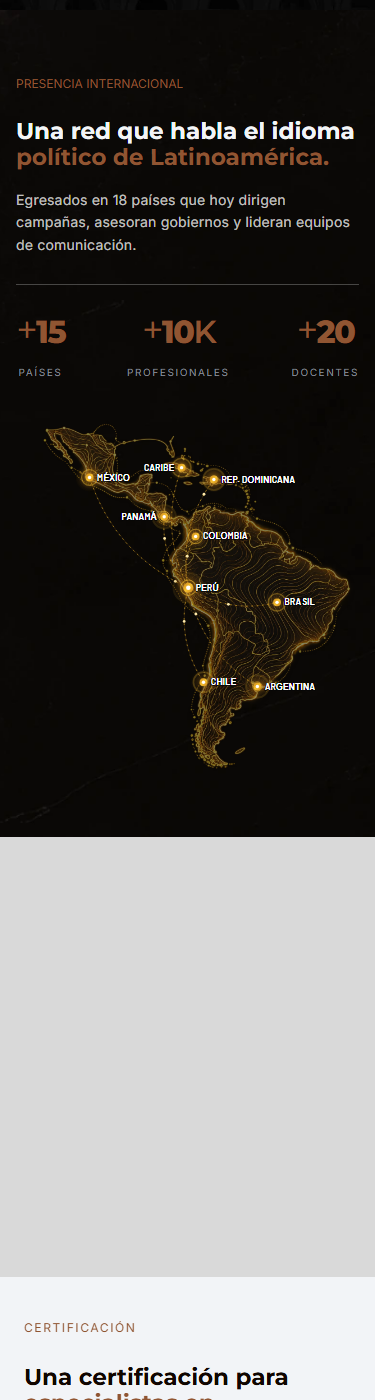 PRESENCIA INTERNACIONAL
Una red que habla el idioma
político de Latinoamérica.
Egresados en 18 países que hoy dirigen
campañas, asesoran gobiernos y lideran equipos
de comunicación.
+15 +10K +20
PAÍSES PROFESIONALES DOCENTES
CARIBE
MÉXICO
REP. DOMINICANA
PANAMÁ
COLOMBIA
PERÚ
BRASIL
CHILE
ARGENTINA
CERTIFICACIÓN
Una certificación para
especialistas en